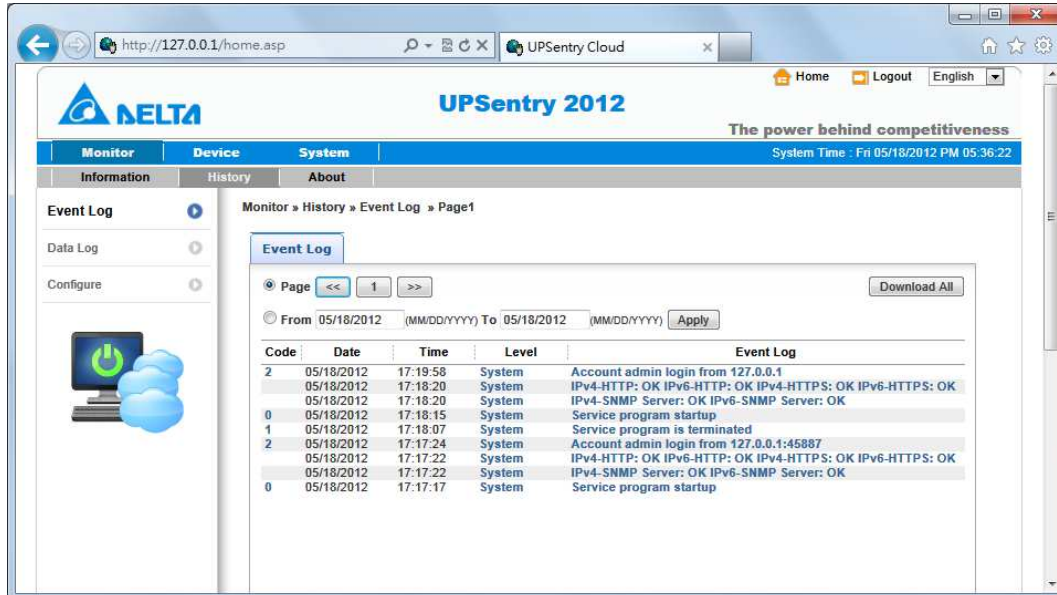 http://127.0.0.1/home.asp UPSentry Cloud
Home Logout English
DELTA UPSentry 2012
The power behind competitiveness
Monitor Device System System Time : Fri 05/18/2012 PM 05:36:22
Information History About
Event Log Monitor » History » Event Log » Page1
Data Log Event Log
Configure Page << 1 >> Download All
From 05/18/2012 (MM/DD/YYYY) To 05/18/2012 (MM/DD/YYYY) Apply
Code Date Time Level Event Log
2 05/18/2012 17:19:58 System Account admin login from 127.0.0.1
05/18/2012 17:18:20 System IPv4-HTTP: OK IPv6-HTTP: OK IPv4-HTTPS: OK IPv6-HTTPS: OK
05/18/2012 17:18:20 System IPv4-SNMP Server: OK IPv6-SNMP Server: OK
0 05/18/2012 17:18:15 System Service program startup
1 05/18/2012 17:18:07 System Service program is terminated
2 05/18/2012 17:17:24 System Account admin login from 127.0.0.1:45887
05/18/2012 17:17:22 System IPv4-HTTP: OK IPv6-HTTP: OK IPv4-HTTPS: OK IPv6-HTTPS: OK
05/18/2012 17:17:22 System IPv4-SNMP Server: OK IPv6-SNMP Server: OK
0 05/18/2012 17:17:17 System Service program startup